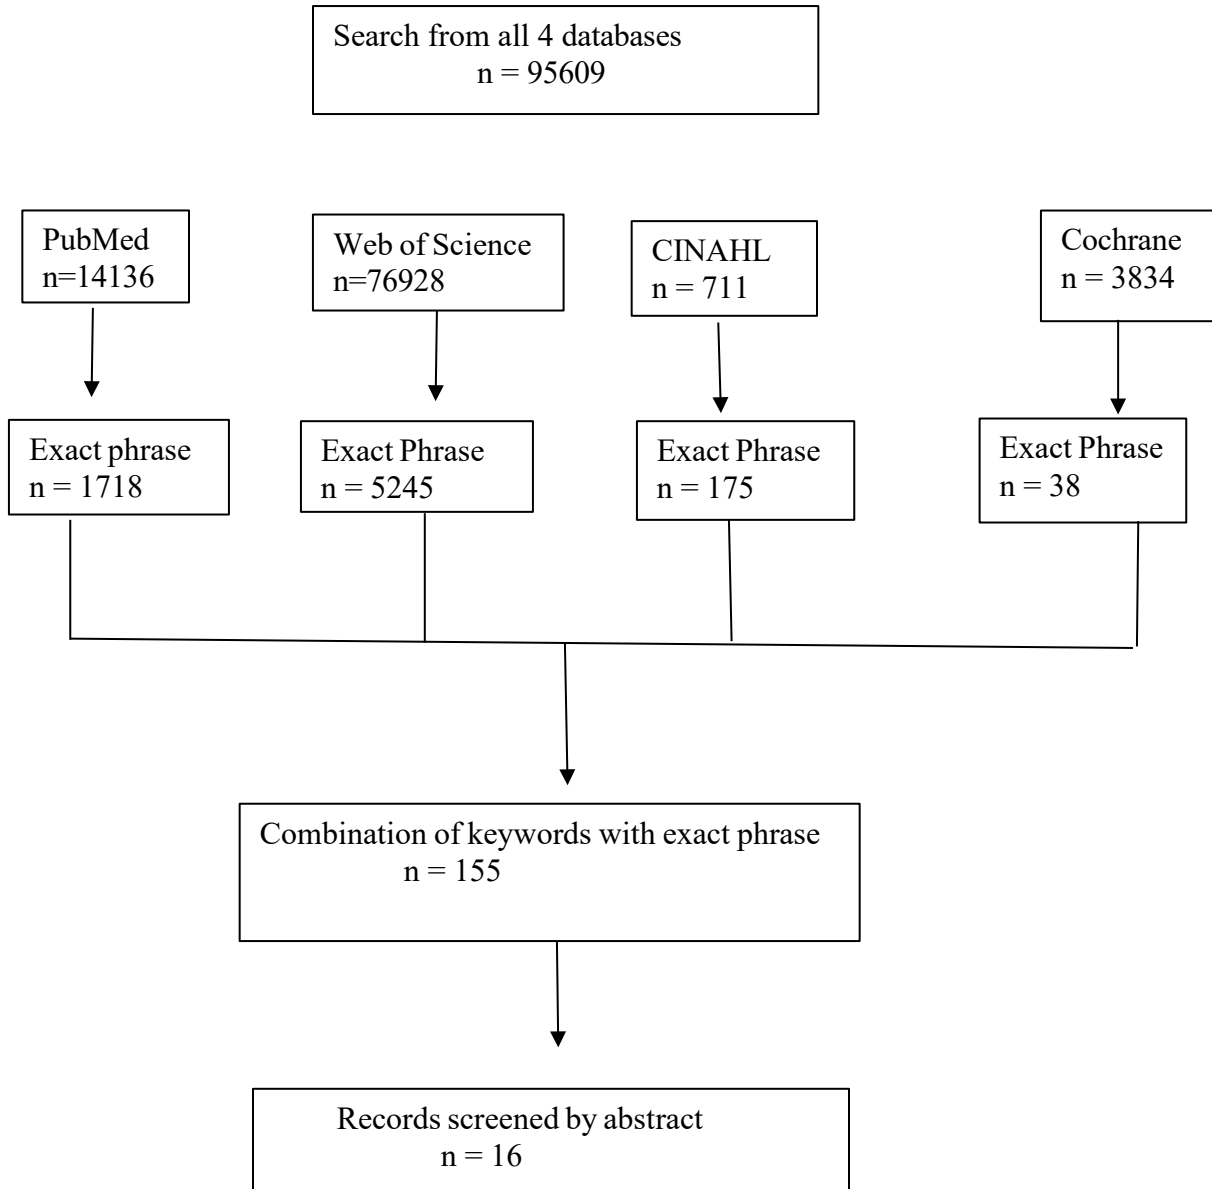 Search from all 4 databases
n = 95609
PubMed
n=14136
Web of Science
n=76928
CINAHL
n = 711
Cochrane
n = 3834
Exact phrase
n = 1718
Exact Phrase
n = 5245
Exact Phrase
n = 175
Exact Phrase
n = 38
Combination of keywords with exact phrase
n = 155
Records screened by abstract
n = 16